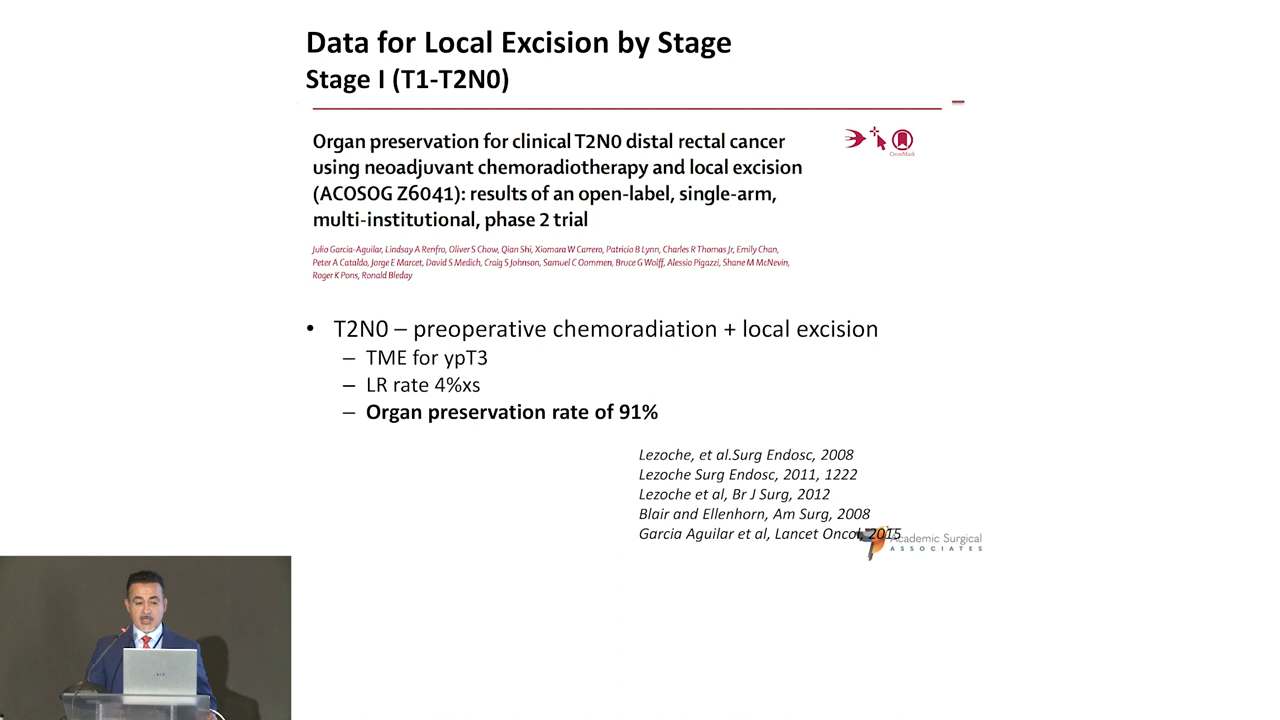 Data for Local Excision by Stage
Stage I (T1-T2N0)
Organ preservation for clinical T2N0 distal rectal cancer
using neoadjuvant chemoradiotherapy and local excision
(ACOSOG Z6041): results of an open-label, single-arm,
multi-institutional, phase 2 trial
CrossMark
Julio Garcia-Aguilar, Lindsay A Renfro, Oliver S Chow, Qian Shi, Xiomara W Carrero, Patricio B Lynn, Charles R Thomas Jr, Emily Chan,
Peter A Cataldo, Jorge E Marcet, David S Medich, Craig S Johnson, Samuel C Oommen, Bruce G Wolff, Alessio Pigazzi, Shane M McNevin,
Roger K Pons, Ronald Bleday
• T2N0 – preoperative chemoradiation + local excision
– TME for ypT3
– LR rate 4%xs
– Organ preservation rate of 91%
Lezoche, et al.Surg Endosc, 2008
Lezoche Surg Endosc, 2011, 1222
Lezoche et al, Br J Surg, 2012
Blair and Ellenhorn, Am Surg, 2008
Garcia Aguilar et al, Lancet Oncol, 2015
Academic Surgical
ASSOCIATES